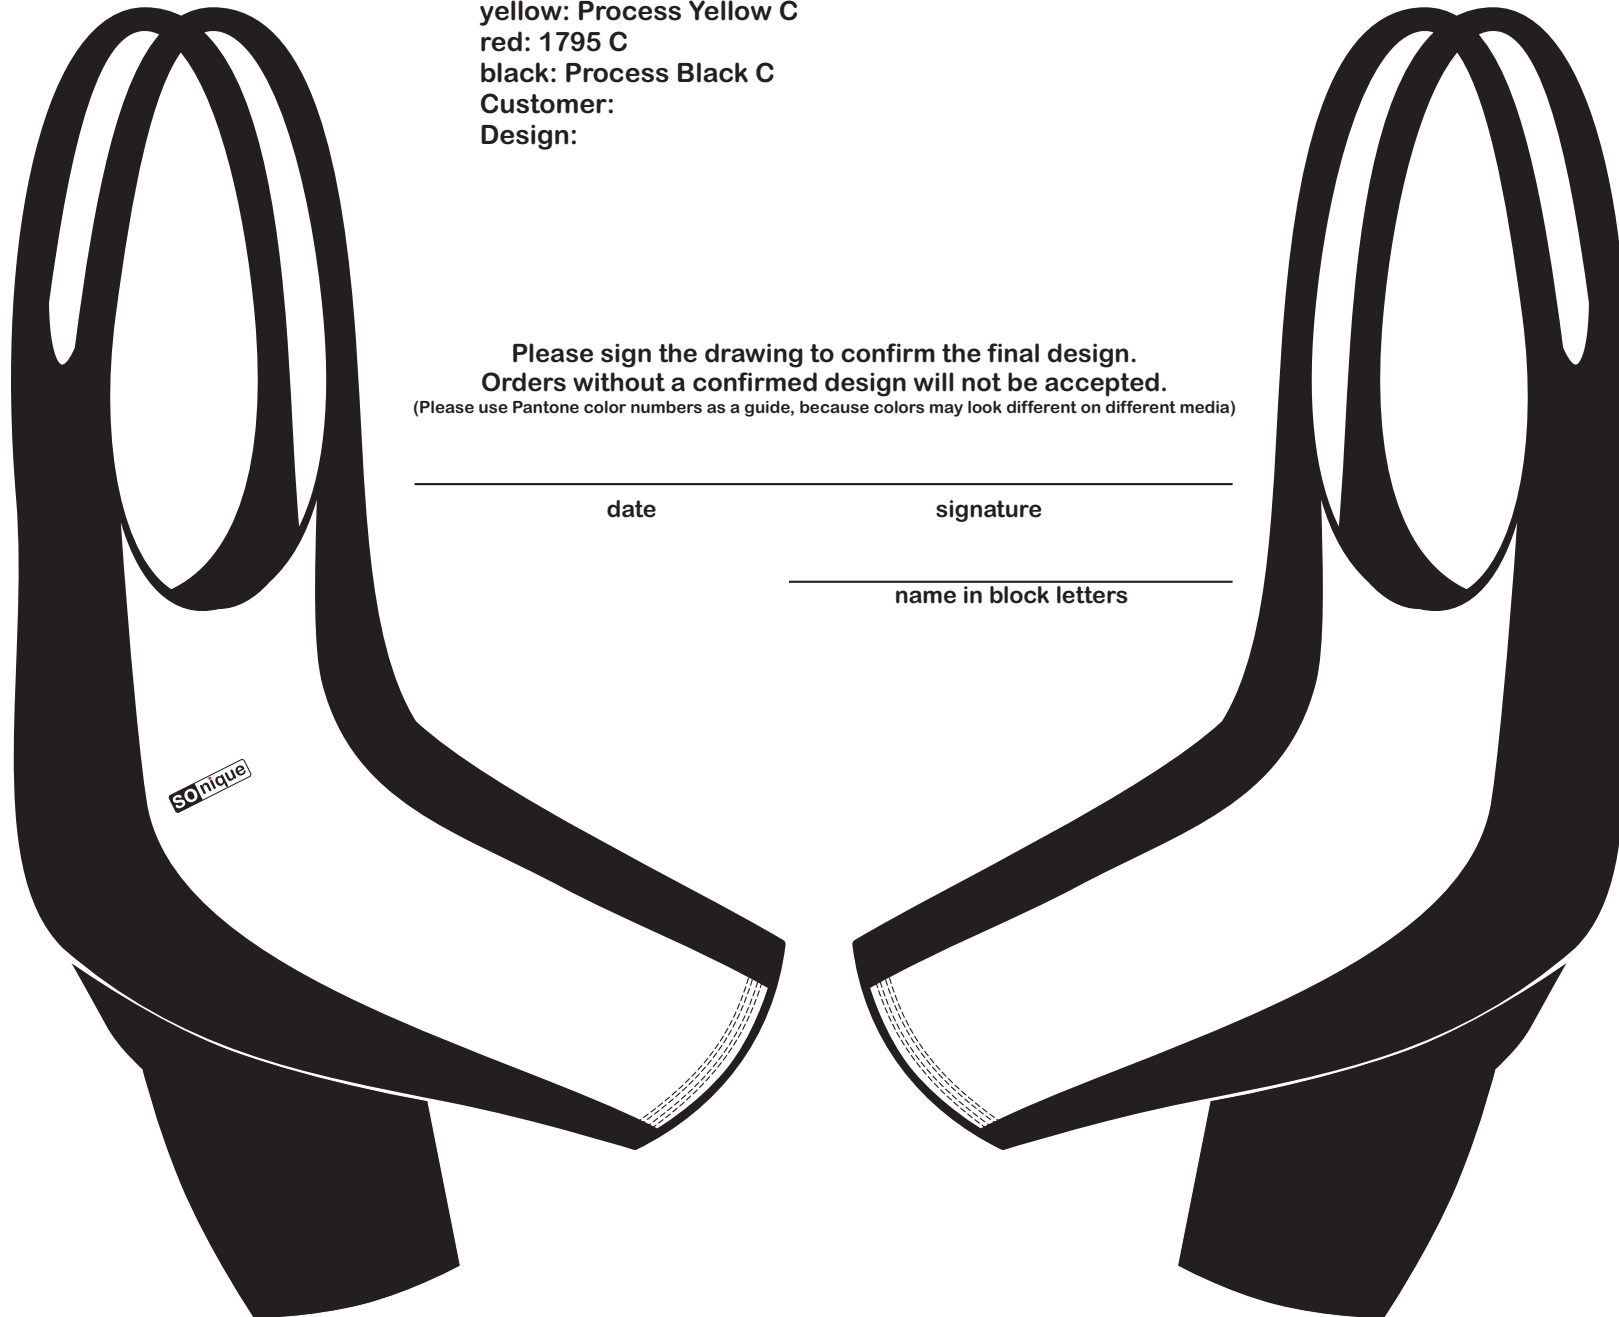 yellow: Process Yellow C
red: 1795 C
black: Process Black C
Customer:
Design:
Please sign the drawing to confirm the final design.
Orders without a confirmed design will not be accepted.
(Please use Pantone color numbers as a guide, because colors may look different on different media)
date signature
name in block letters
SOnique